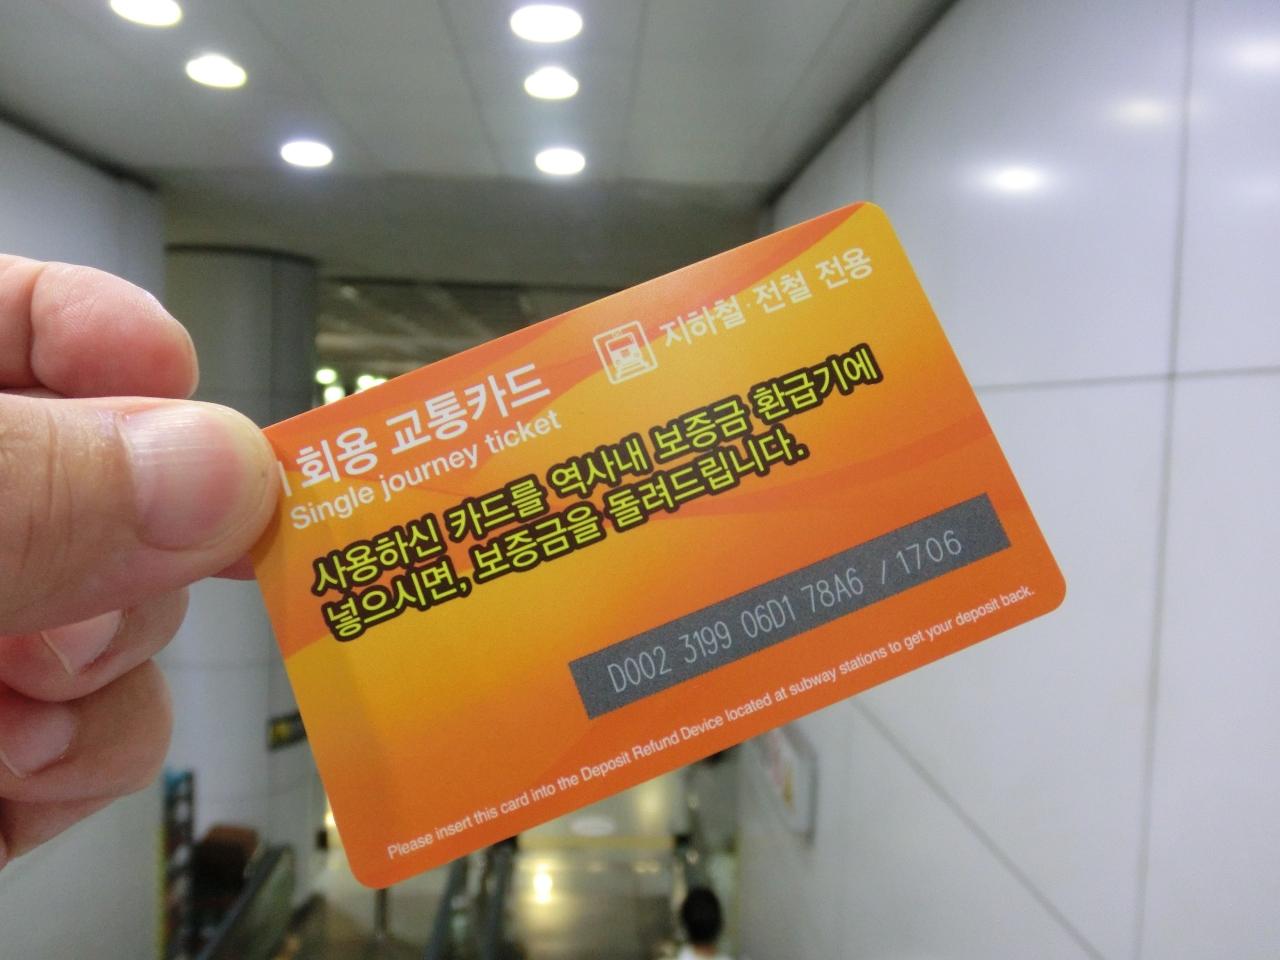 지하철·전철 전용
1회용 교통카드
Single journey ticket
사용하신 카드를 역사내 보증금 환급기에
넣으시면, 보증금을 돌려드립니다.
D002 3199 06D1 78A6 / 1706
Please insert this card into the Deposit Refund Device located at subway stations to get your deposit back.